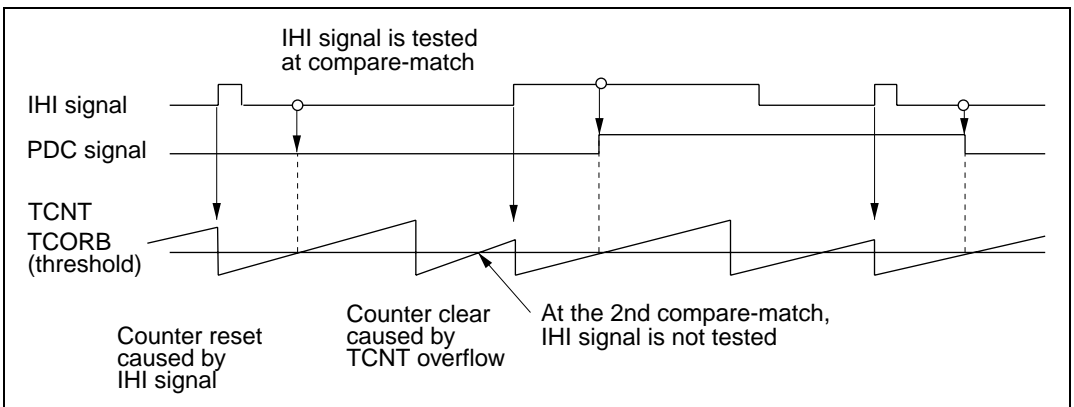 IHI signal is tested
at compare-match
IHI signal
PDC signal
TCNT
TCORB
(threshold)
Counter reset
caused by
IHI signal
Counter clear
caused by
TCNT overflow
At the 2nd compare-match,
IHI signal is not tested